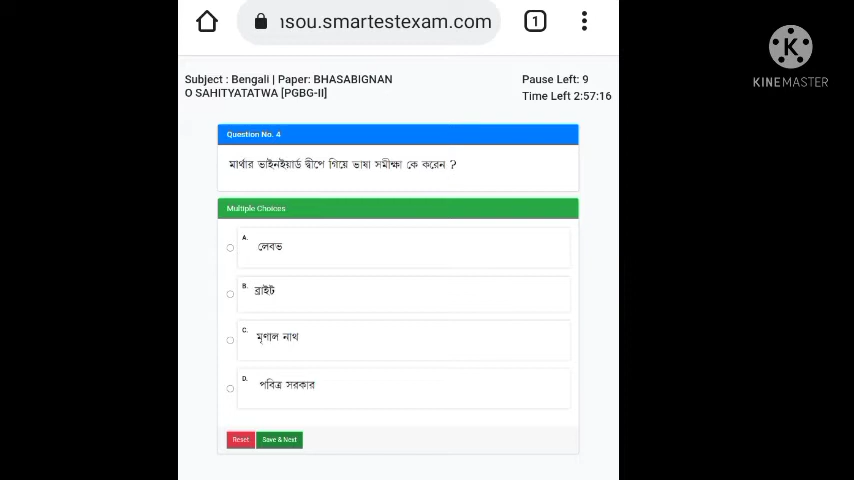 nsou.smartestexam.com
1
K
KINEMASTER
Subject : Bengali | Paper: BHASABIGNAN
O SAHITYATATWA [PGBG-II]
Pause Left: 9
Time Left 2:57:16
Question No. 4
মার্থার ভাইনইয়ার্ড দ্বীপে গিয়ে ভাষা সমীক্ষা কে করেন ?
Multiple Choices
A. লেবভ
B. ব্রাইট
C. মৃণাল নাথ
D. পবিত্র সরকার
Reset
Save & Next